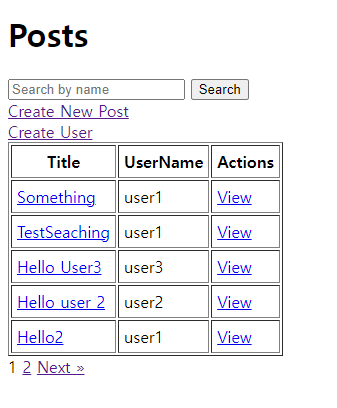 Posts
Search by name Search
Create New Post
Create User
Title UserName Actions
Something user1 View
TestSeaching user1 View
Hello User3 user3 View
Hello user 2 user2 View
Hello2 user1 View
1 2 Next »